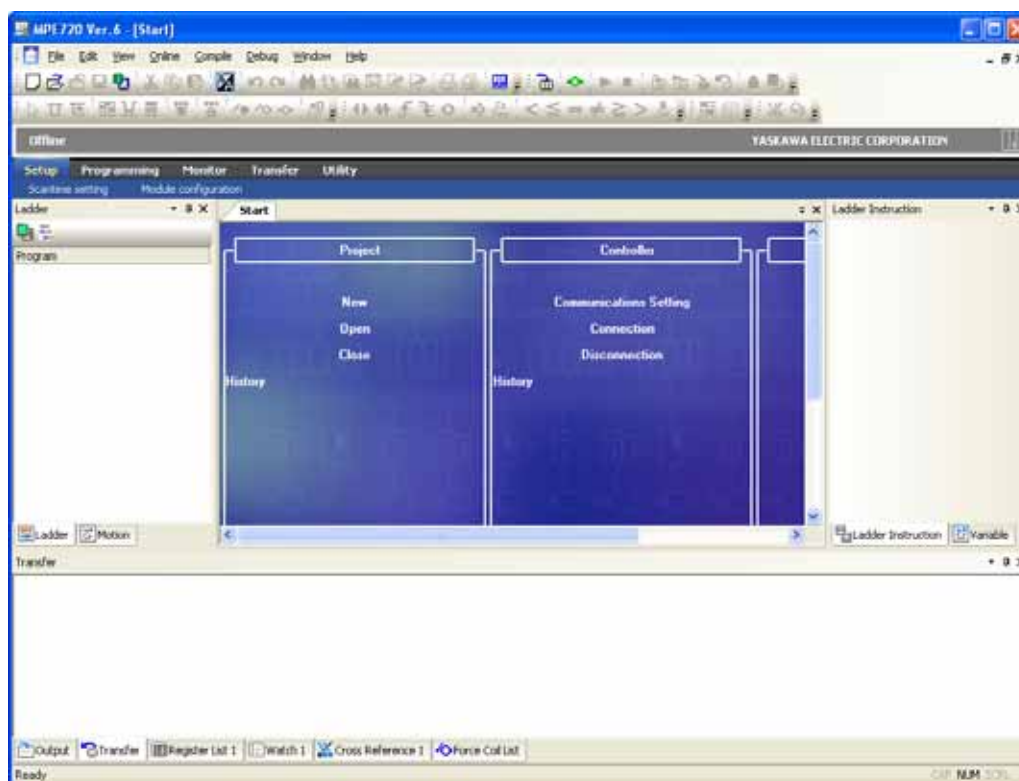 MPE720 Ver.6 - [Start]
File Edit View Online Compile Debug Window Help
Offline
YASKAWA ELECTRIC CORPORATION
Setup Programming Monitor Transfer Utility
Scantime setting Module configuration
Ladder
Start
Ladder Instruction
Program
Project
Controller
New
Communications Setting
Open
Connection
Close
Disconnection
History
History
Ladder Motion
Ladder Instruction Variable
Transfer
Output Transfer Register List 1 Watch 1 Cross Reference 1 Force Coil List
Ready
CAP NUM SCRL